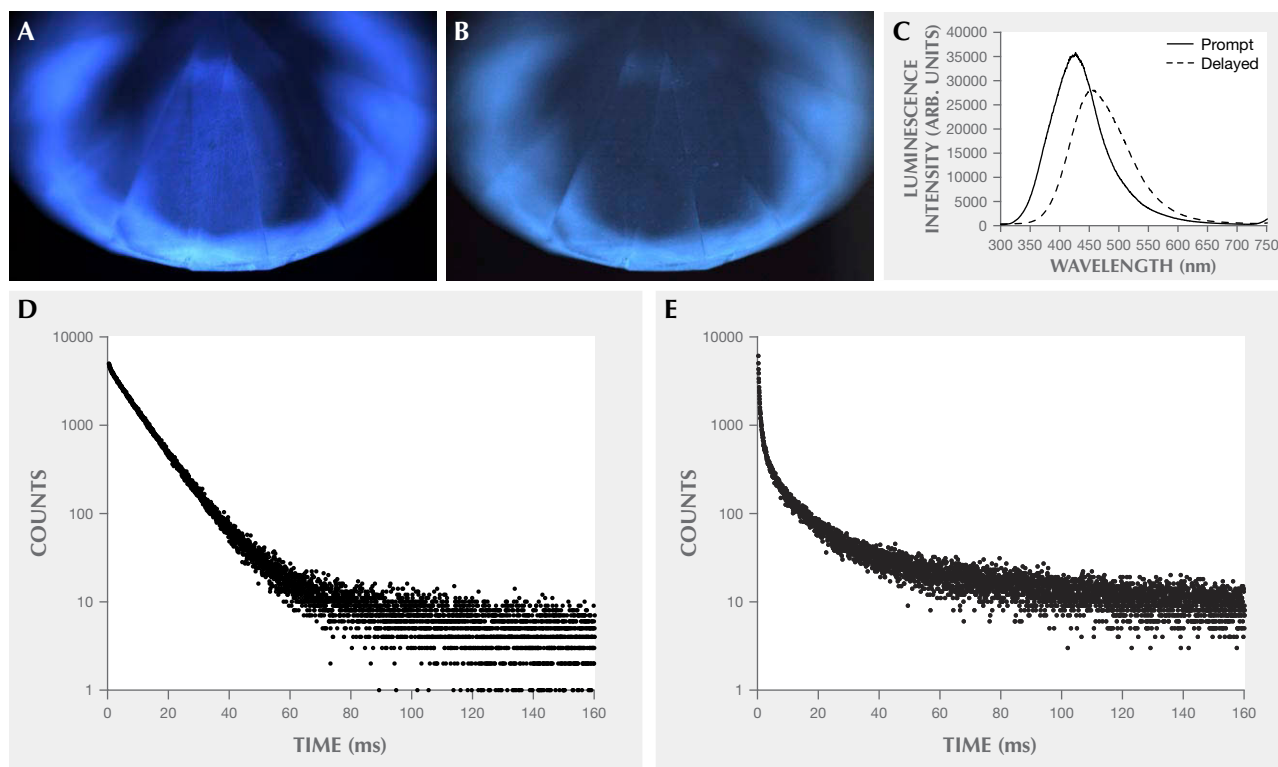 A
B
C
LUMINESCENCE
INTENSITY (ARB. UNITS)
40000
35000
30000
25000
20000
15000
10000
5000
0
Prompt
Delayed
300 350 400 450 500 550 600 650 700 750
WAVELENGTH (nm)
D
COUNTS
10000
1000
100
10
1
0 20 40 60 80 100 120 140 160
TIME (ms)
E
COUNTS
10000
1000
100
10
1
0 20 40 60 80 100 120 140 160
TIME (ms)